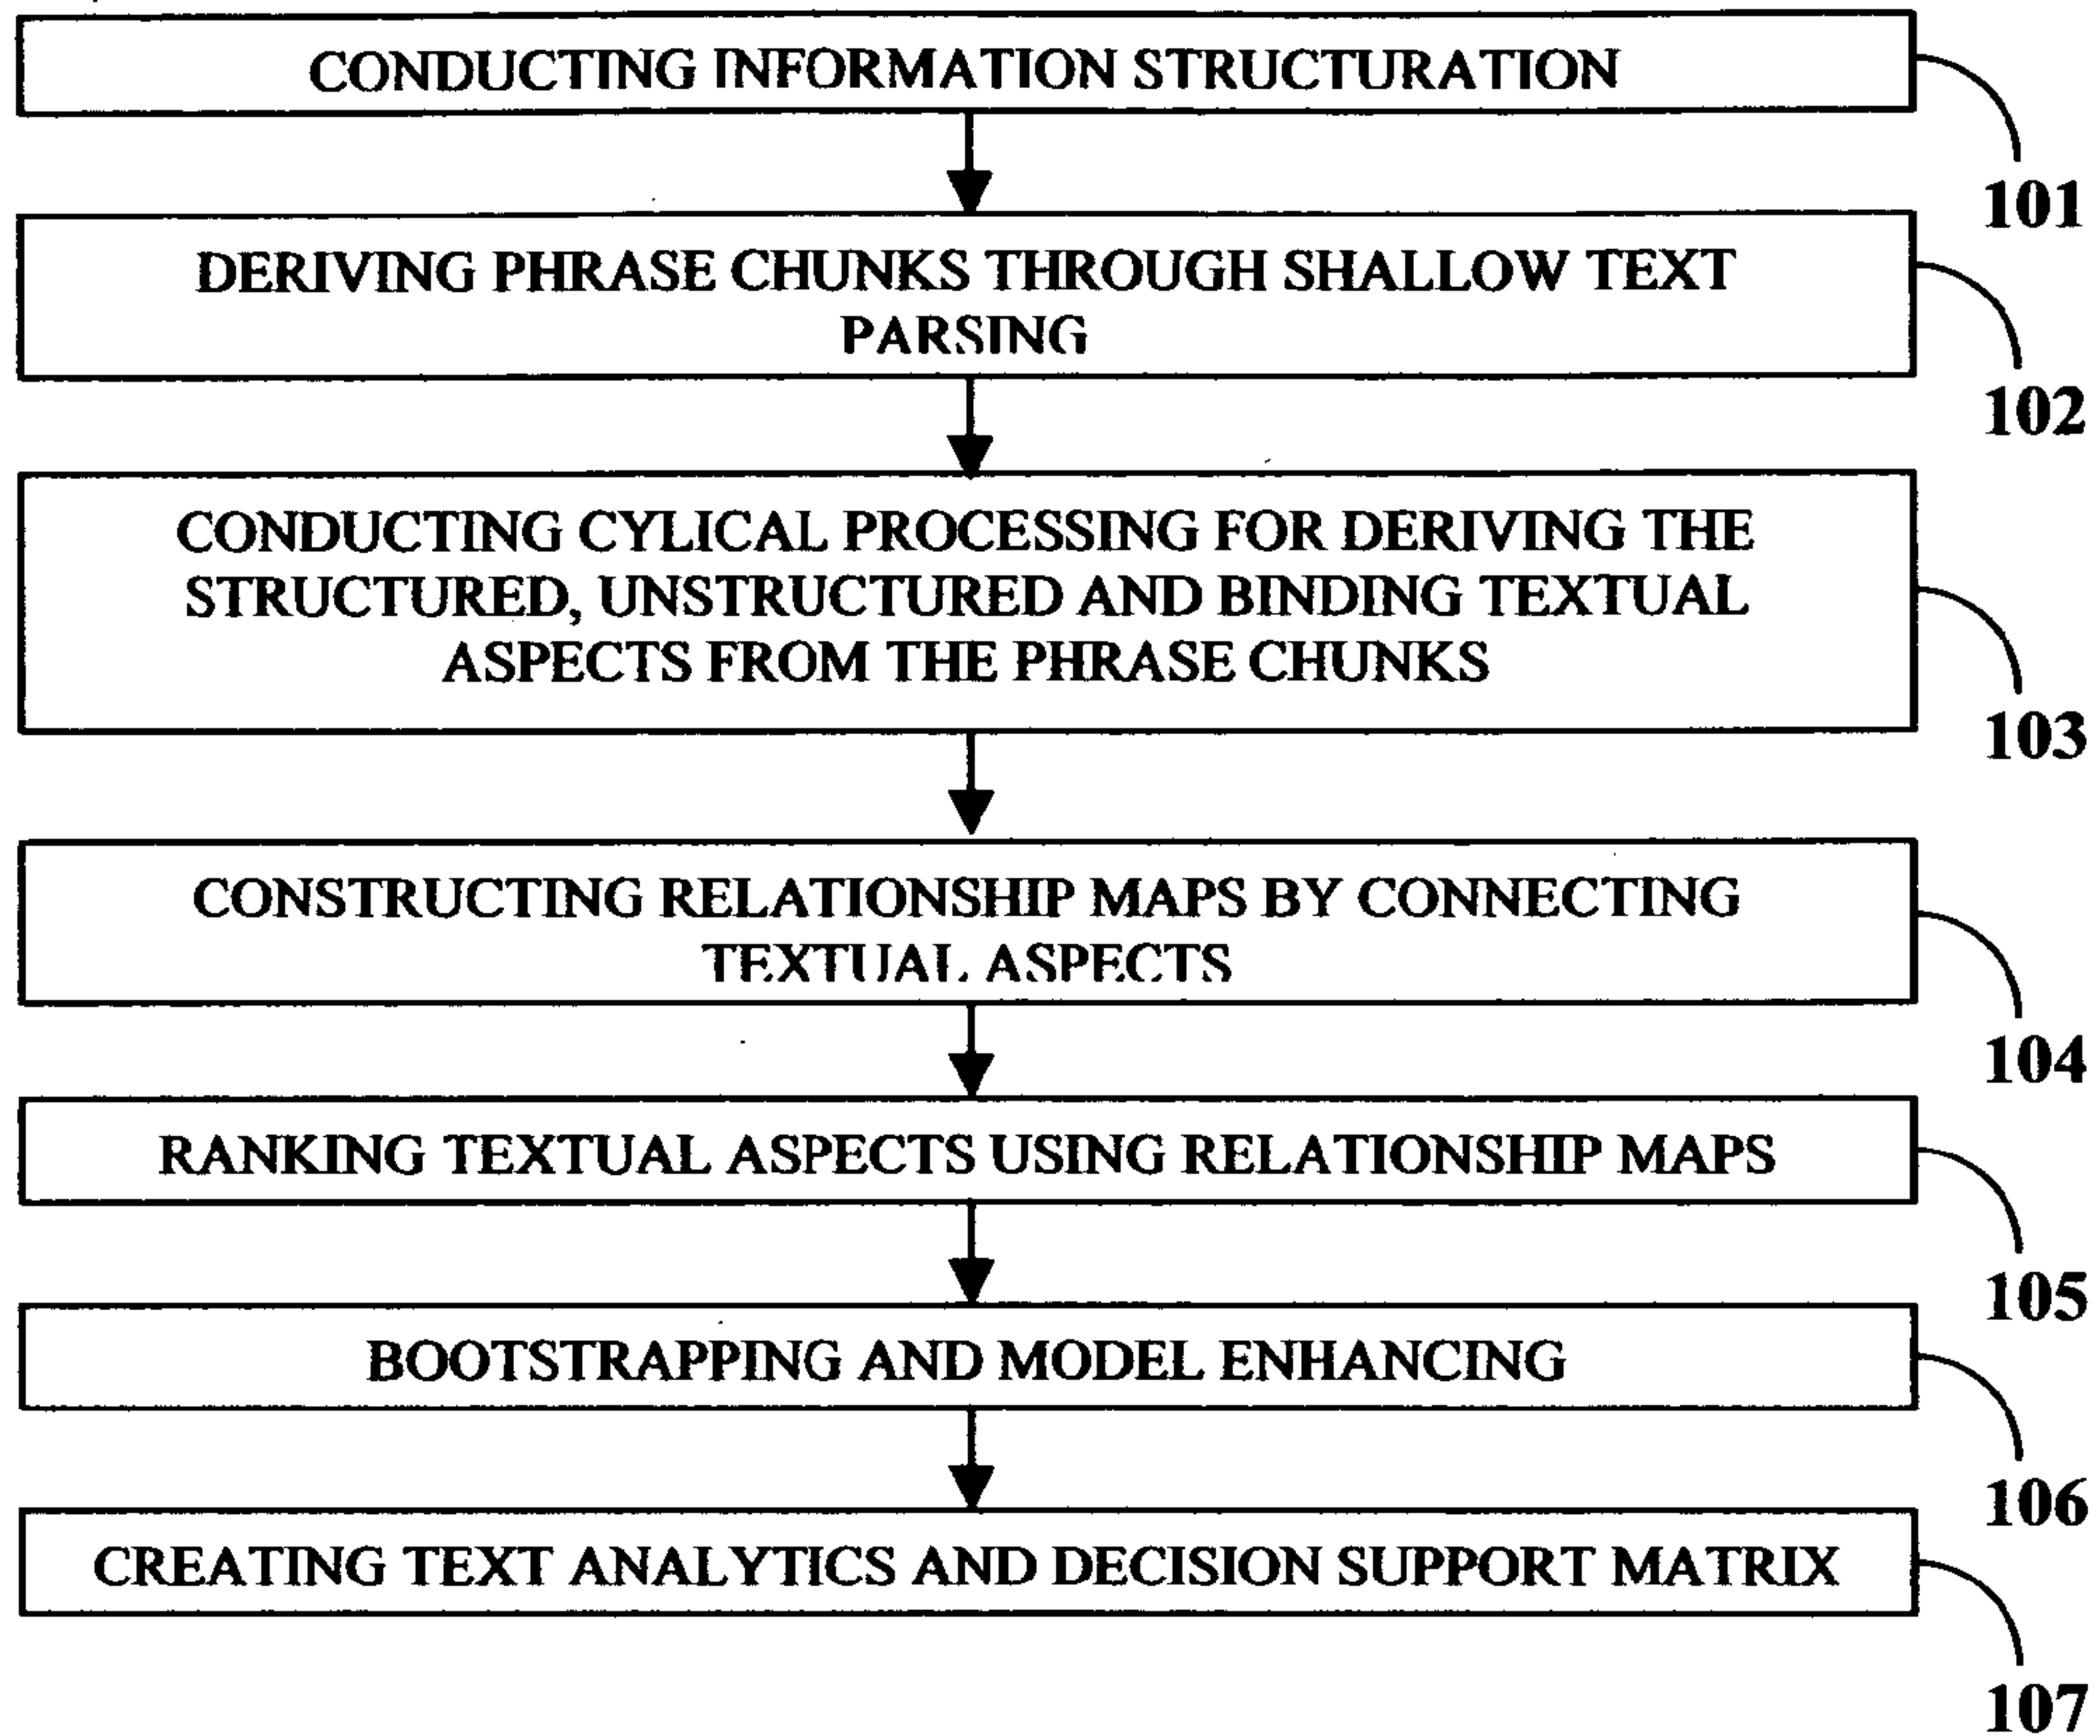 CONDUCTING INFORMATION STRUCTURATION
101
DERIVING PHRASE CHUNKS THROUGH SHALLOW TEXT
PARSING
102
CONDUCTING CYLICAL PROCESSING FOR DERIVING THE
STRUCTURED, UNSTRUCTURED AND BINDING TEXTUAL
ASPECTS FROM THE PHRASE CHUNKS
103
CONSTRUCTING RELATIONSHIP MAPS BY CONNECTING
TEXTUAL ASPECTS
104
RANKING TEXTUAL ASPECTS USING RELATIONSHIP MAPS
105
BOOTSTRAPPING AND MODEL ENHANCING
106
CREATING TEXT ANALYTICS AND DECISION SUPPORT MATRIX
107